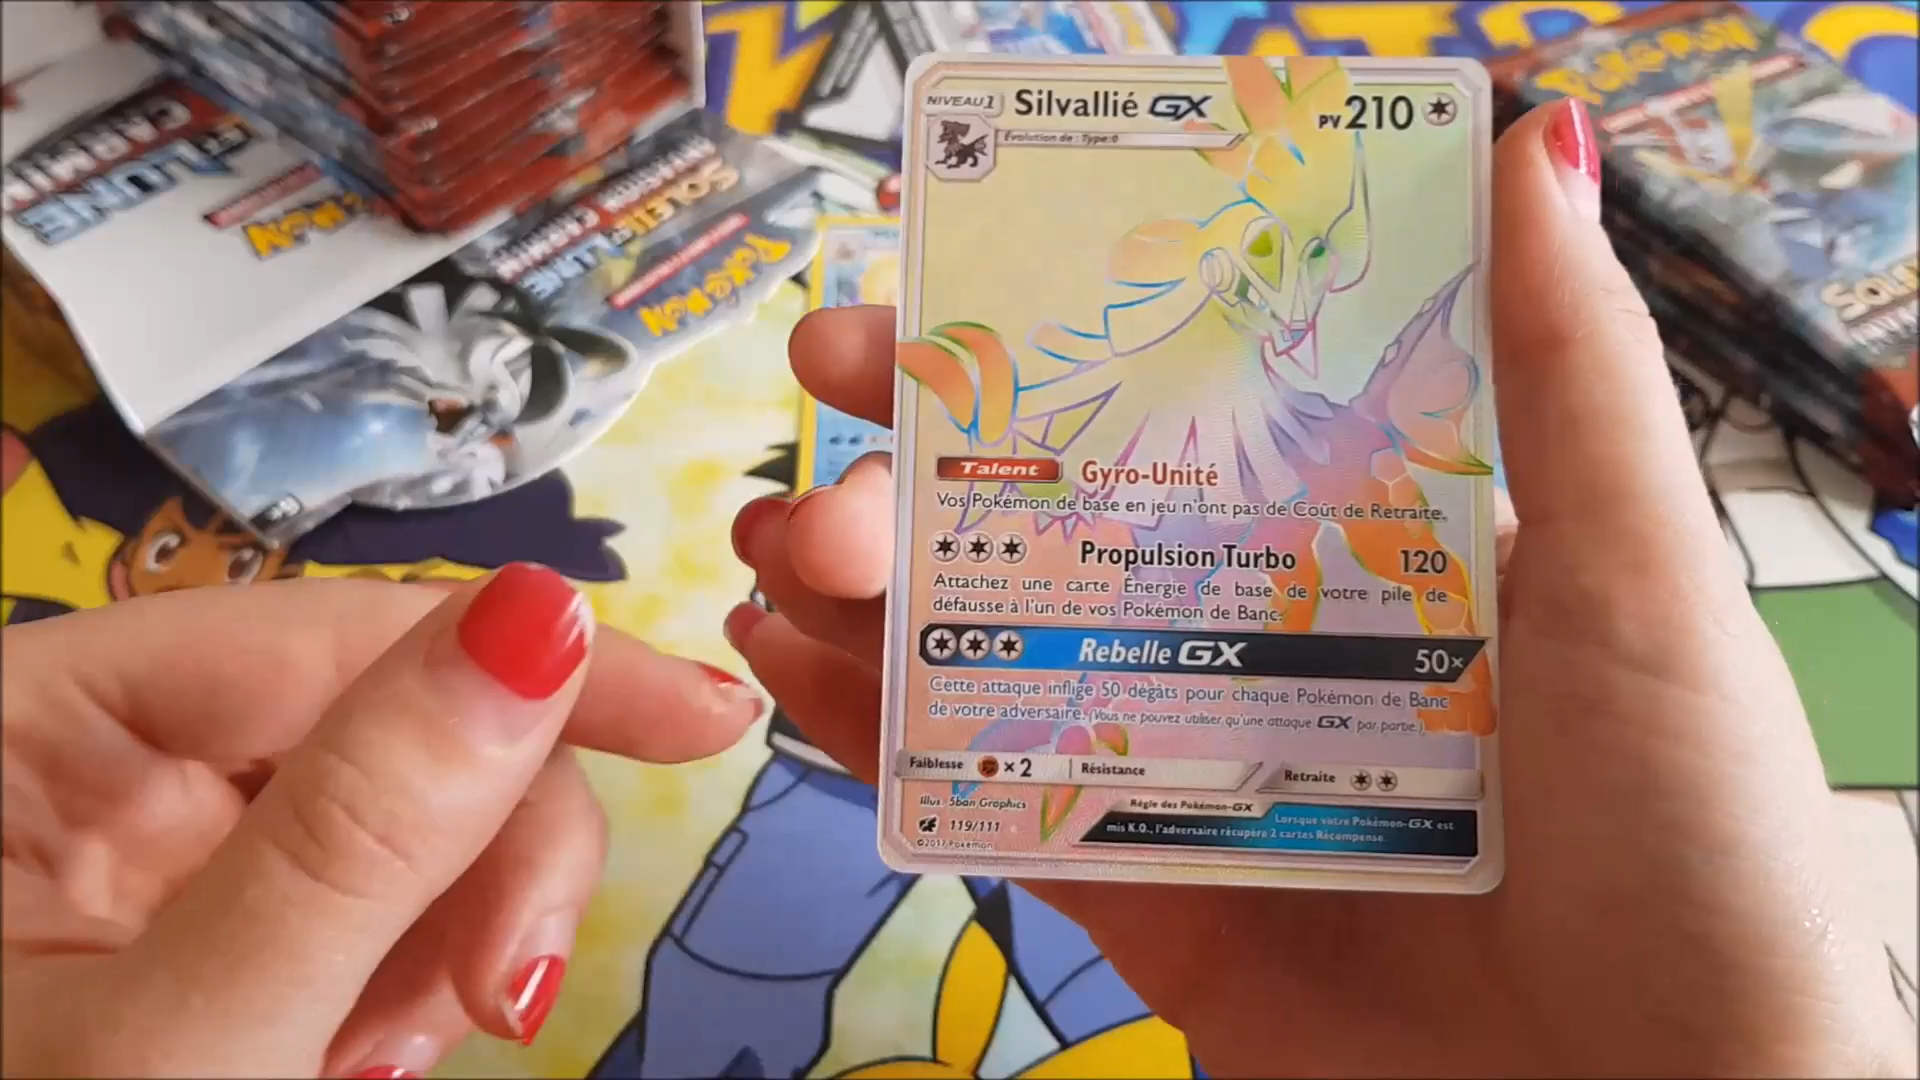 NIVEAU 1
Silvallié GX
PV 210
Évolution de : Type:0
Talent Gyro-Unité
Vos Pokémon de base en jeu n'ont pas de Coût de Retraite.
Propulsion Turbo 120
Attachez une carte Énergie de base de votre pile de
défausse à l'un de vos Pokémon de Banc.
Rebelle GX 50×
Cette attaque inflige 50 dégâts pour chaque Pokémon de Banc
de votre adversaire. (Vous ne pouvez utiliser qu'une attaque GX par partie.)
Faiblesse × 2
Résistance
Retraite
Illus. 5ban Graphics
119/111
©2017 Pokémon
Règle des Pokémon-GX
Lorsque votre Pokémon-GX est
mis K.O., l'adversaire récupère 2 cartes Récompense.
ET LUNE
SOLEIL ET LUNE
INVASION CARMIN
POKéMON
POKéMON